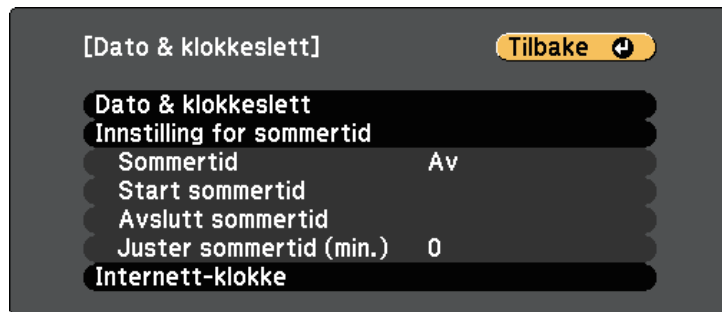 [Dato & klokkeslett] Tilbake
Dato & klokkeslett
Innstilling for sommertid
Sommertid Av
Start sommertid
Avslutt sommertid
Juster sommertid (min.) 0
Internett-klokke